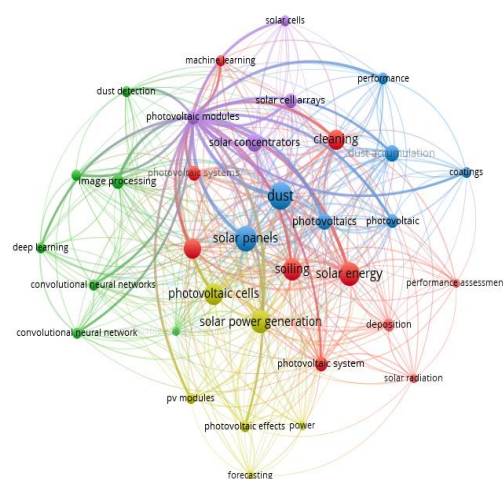 solar cells
machine learning
performance
dust detection
solar cell arrays
photovoltaic modules
cleaning
solar concentrators
dust accumulation
photovoltaic systems
coatings
image processing
dust
photovoltaics
photovoltaic
solar panels
deep learning
soiling
solar energy
performance assessment
convolutional neural networks
photovoltaic cells
solar power generation
deposition
convolutional neural network
photovoltaic system
solar radiation
pv modules
photovoltaic effects
power
forecasting